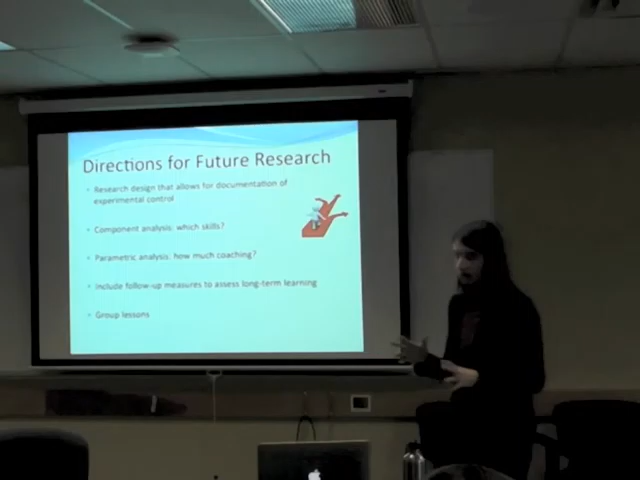 Directions for Future Research
Research design that allows for documentation of
experimental control
Component analysis: which skills?
Parametric analysis: how much coaching?
Include follow-up measures to assess long-term learning
Group lessons